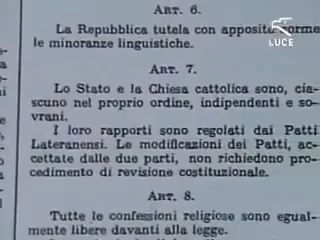 LUCE
ART. 6.
La Repubblica tutela con apposite norme
le minoranze linguistiche.
ART. 7.
Lo Stato e la Chiesa cattolica sono, cia-
scuno nel proprio ordine, indipendenti e so-
vrani.
I loro rapporti sono regolati dai Patti
Lateranensi. Le modificazioni dei Patti, ac-
cettate dalle due parti, non richiedono pro-
cedimento di revisione costituzionale.
ART. 8.
Tutte le confessioni religiose sono egual-
mente libere davanti alla legge.